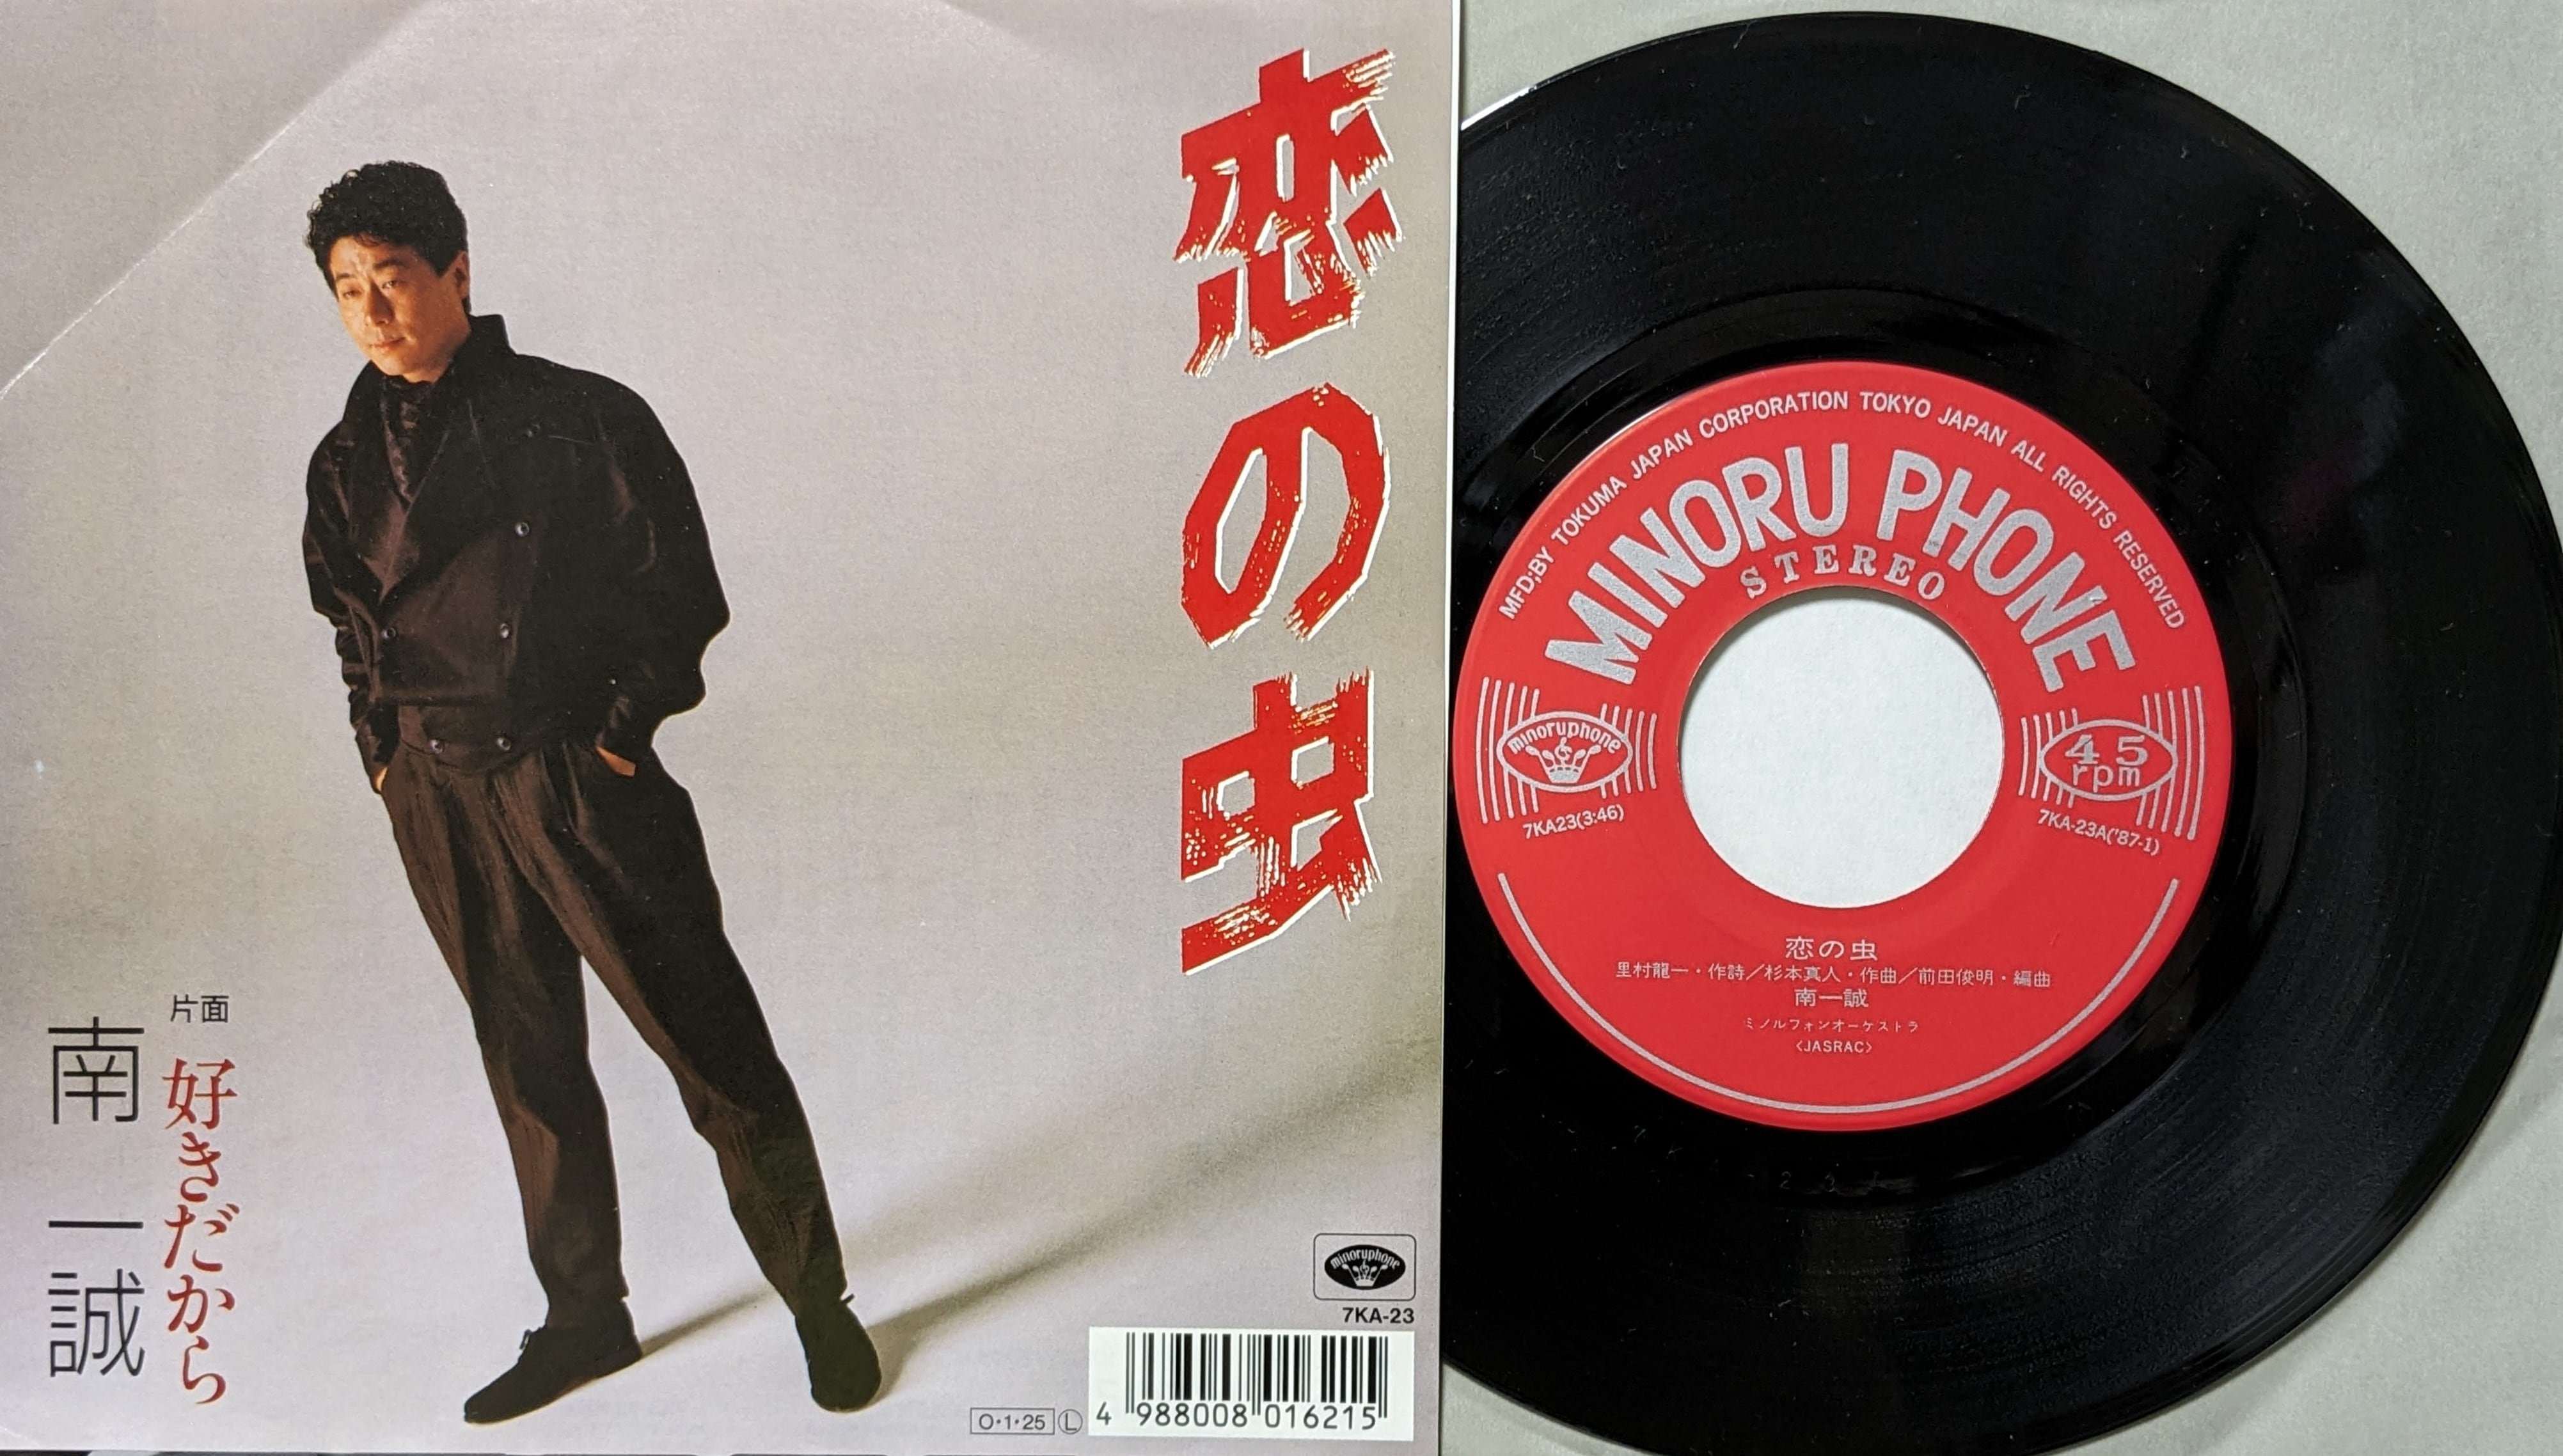 恋の虫
片面
好きだから
南一誠
minoruphone
7KA-23
O・1・25 L
4 988008 016215
MFD;BY TOKUMA JAPAN CORPORATION TOKYO JAPAN ALL RIGHTS RESERVED
MINORU PHONE
STEREO
minoruphone
45
rpm
7KA23(3:46)
7KA-23A('87-1)
恋の虫
里村龍一・作詩／杉本真人・作曲／前田俊明・編曲
南一誠
ミノルフォンオーケストラ
〈JASRAC〉